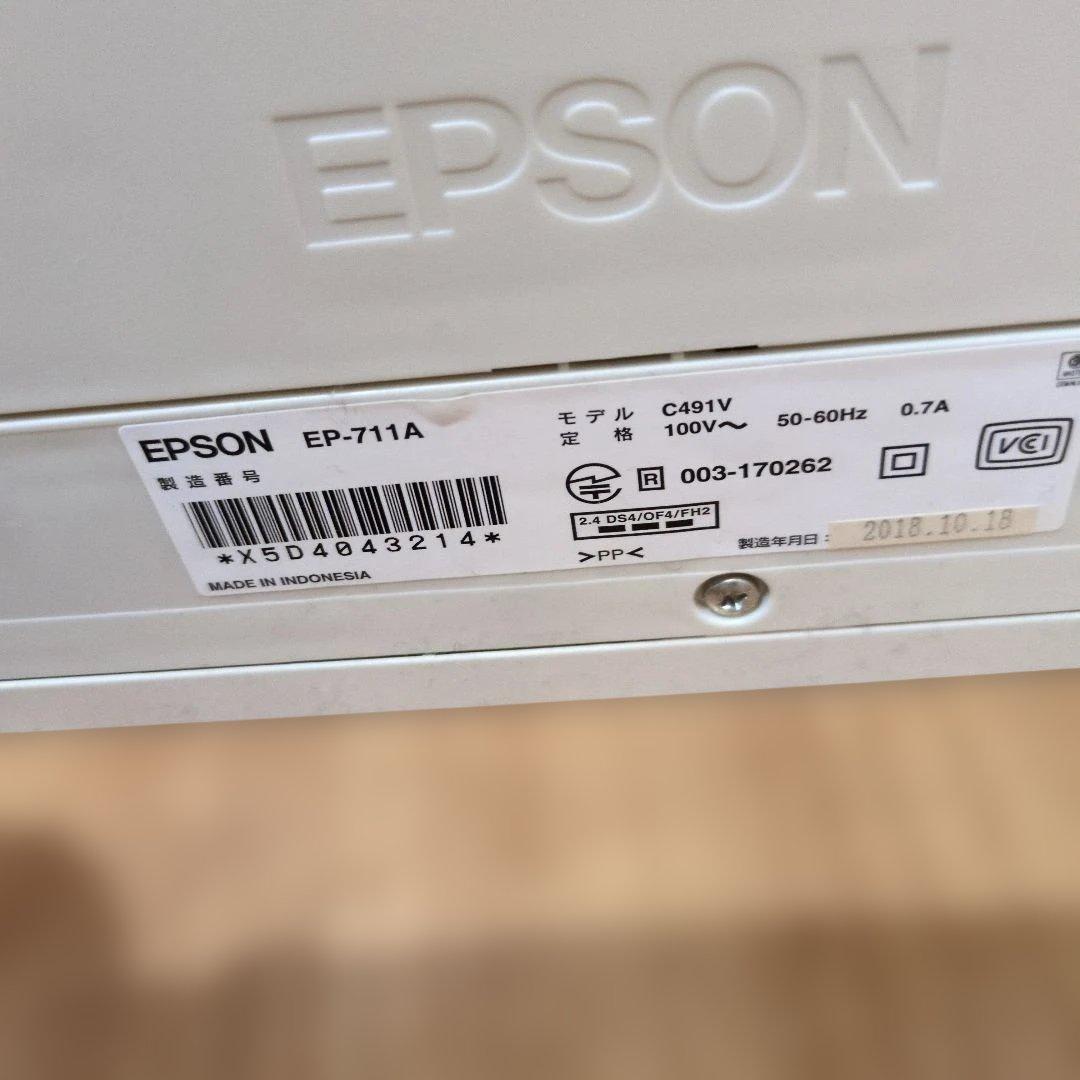 EPSON
EPSON EP-711A
製造番号
*X5D4043214*
MADE IN INDONESIA
モデル C491V
定格 100V～ 50-60Hz 0.7A
R 003-170262
2.4 DS4/OF4/FH2
>PP<
製造年月日: 2018.10.18
VCCI